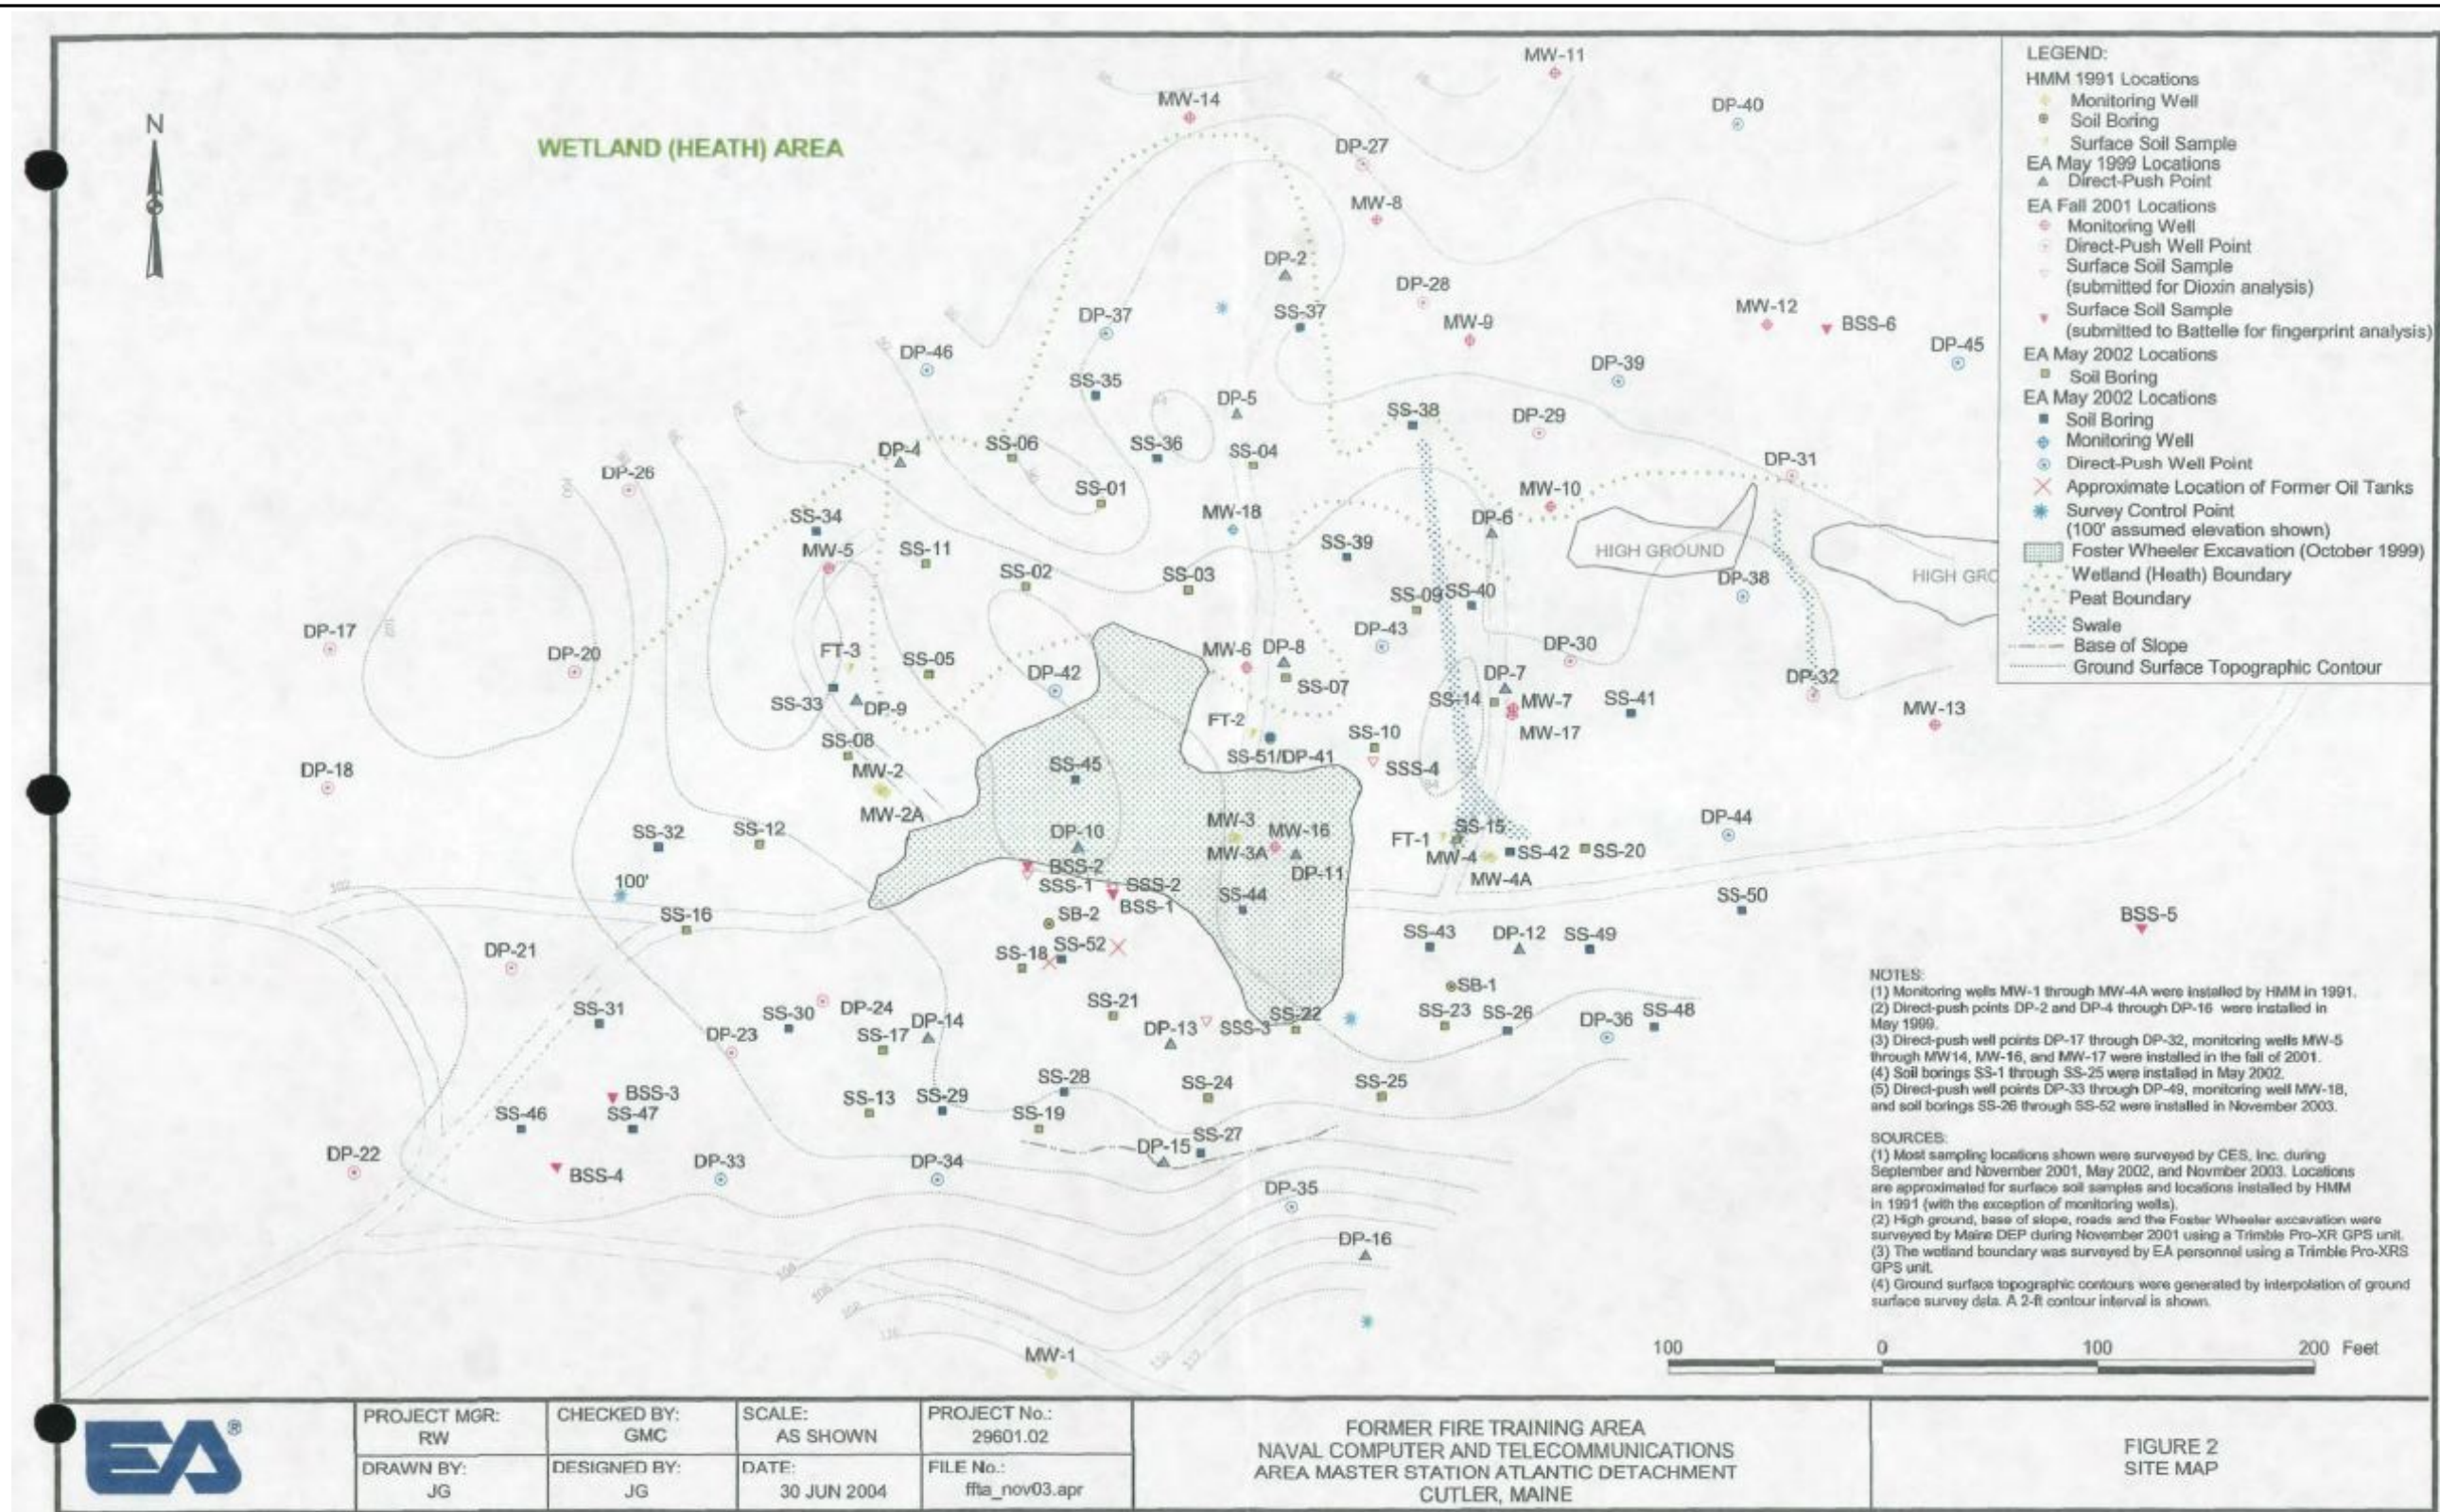 N
WETLAND (HEATH) AREA
MW-11
MW-14
DP-40
DP-27
MW-8
DP-2
DP-28
SS-37
MW-9
MW-12
BSS-6
DP-37
DP-46
DP-39
DP-45
SS-35
DP-5
SS-38
DP-29
DP-4
SS-06
SS-36
SS-04
DP-31
DP-26
SS-01
MW-10
SS-34
MW-18
DP-6
MW-5
SS-11
SS-39
HIGH GROUND
SS-02
SS-03
DP-38
HIGH GRO
SS-09
SS-40
DP-17
DP-20
DP-43
DP-30
FT-3
SS-05
DP-42
MW-6
DP-8
DP-7
DP-32
SS-07
SS-33
DP-9
SS-14
MW-7
SS-41
MW-13
FT-2
SS-10
MW-17
SS-08
SS-51/DP-41
DP-18
MW-2
SS-45
SSS-4
94
MW-2A
MW-3
DP-44
SS-32
SS-12
DP-10
MW-16
FT-1
SS-15
MW-3A
MW-4
SS-42
SS-20
BSS-2
DP-11
MW-4A
100'
SSS-1
SSS-2
SS-44
SS-50
BSS-1
102
SS-16
SB-2
BSS-5
SS-43
DP-12
SS-49
DP-21
SS-18
SS-52
SB-1
SS-31
SS-30
DP-24
SS-21
DP-14
DP-13
SSS-3
SS-22
SS-23
SS-26
DP-36
SS-48
DP-23
SS-17
BSS-3
SS-28
SS-24
SS-25
SS-46
SS-47
SS-13
SS-29
SS-19
DP-22
BSS-4
DP-33
DP-34
DP-15
SS-27
DP-35
DP-16
MW-1
LEGEND:
HMM 1991 Locations
Monitoring Well
Soil Boring
Surface Soil Sample
EA May 1999 Locations
Direct-Push Point
EA Fall 2001 Locations
Monitoring Well
Direct-Push Well Point
Surface Soil Sample
(submitted for Dioxin analysis)
Surface Soil Sample
(submitted to Battelle for fingerprint analysis)
EA May 2002 Locations
Soil Boring
EA May 2002 Locations
Soil Boring
Monitoring Well
Direct-Push Well Point
Approximate Location of Former Oil Tanks
Survey Control Point
(100' assumed elevation shown)
Foster Wheeler Excavation (October 1999)
Wetland (Heath) Boundary
Peat Boundary
Swale
Base of Slope
Ground Surface Topographic Contour
NOTES:
(1) Monitoring wells MW-1 through MW-4A were installed by HMM in 1991.
(2) Direct-push points DP-2 and DP-4 through DP-16 were installed in
May 1999.
(3) Direct-push well points DP-17 through DP-32, monitoring wells MW-5
through MW14, MW-16, and MW-17 were installed in the fall of 2001.
(4) Soil borings SS-1 through SS-25 were installed in May 2002.
(5) Direct-push well points DP-33 through DP-49, monitoring well MW-18,
and soil borings SS-26 through SS-52 were installed in November 2003.
SOURCES:
(1) Most sampling locations shown were surveyed by CES, Inc. during
September and November 2001, May 2002, and Novmber 2003. Locations
are approximated for surface soil samples and locations installed by HMM
in 1991 (with the exception of monitoring wells).
(2) High ground, base of slope, roads and the Foster Wheeler excavation were
surveyed by Maine DEP during November 2001 using a Trimble Pro-XR GPS unit.
(3) The wetland boundary was surveyed by EA personnel using a Trimble Pro-XRS
GPS unit.
(4) Ground surface topographic contours were generated by interpolation of ground
surface survey data. A 2-ft contour interval is shown.
100 0 100 200 Feet
EA®
PROJECT MGR:
RW
CHECKED BY:
GMC
SCALE:
AS SHOWN
PROJECT No.:
29601.02
DRAWN BY:
JG
DESIGNED BY:
JG
DATE:
30 JUN 2004
FILE No.:
ffta_nov03.apr
FORMER FIRE TRAINING AREA
NAVAL COMPUTER AND TELECOMMUNICATIONS
AREA MASTER STATION ATLANTIC DETACHMENT
CUTLER, MAINE
FIGURE 2
SITE MAP